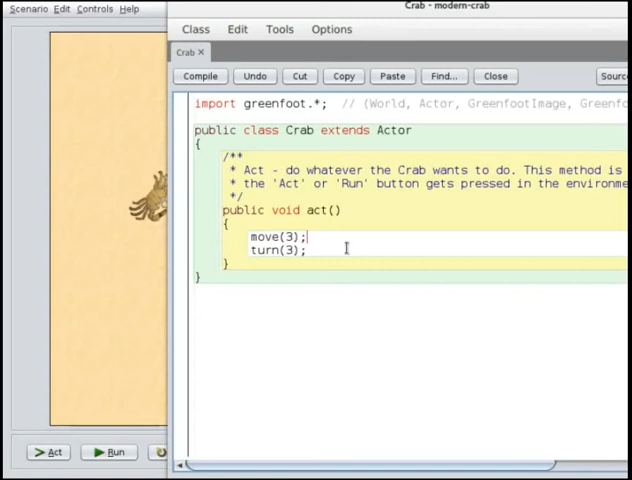 Scenario Edit Controls Help
Crab - modern-crab
Class Edit Tools Options
Crab ×
Compile Undo Cut Copy Paste Find... Close Sourc
import greenfoot.*; // (World, Actor, GreenfootImage, Greenfo
public class Crab extends Actor
{
/**
* Act - do whatever the Crab wants to do. This method is
* the 'Act' or 'Run' button gets pressed in the environme
*/
public void act()
{
move(3);
turn(3);
}
}
Act Run